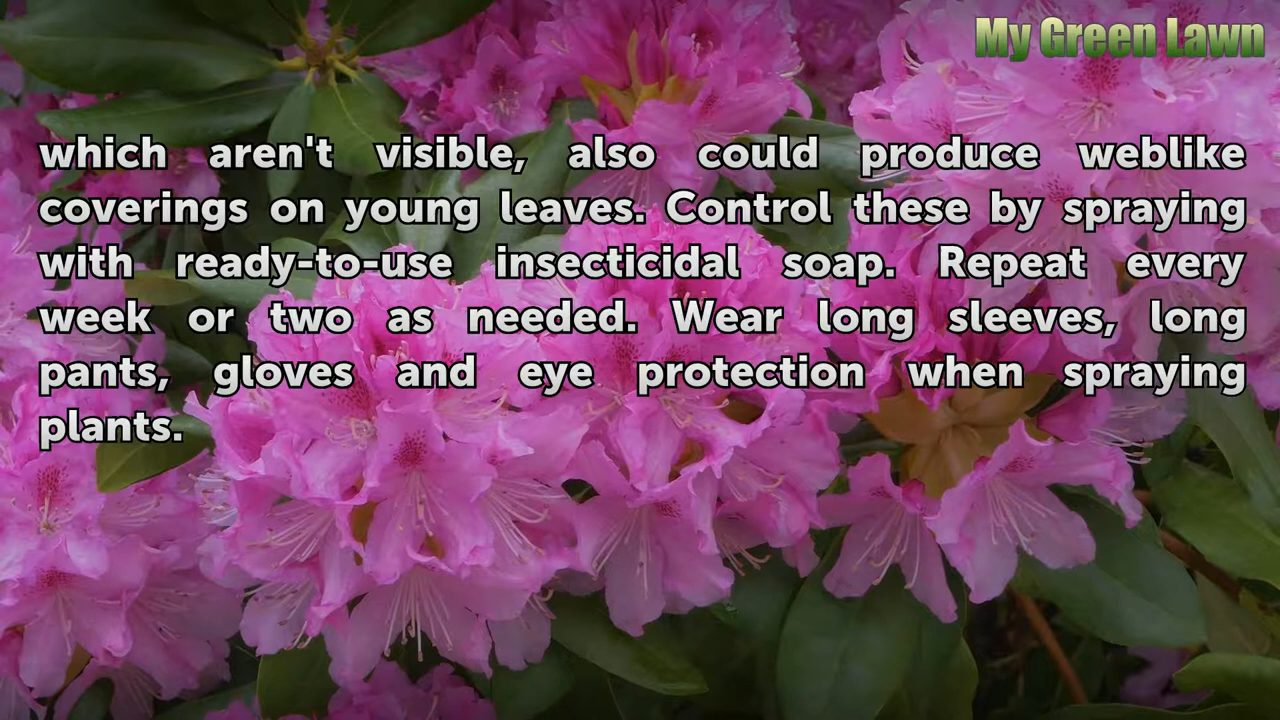 My Green Lawn
which aren't visible, also could produce weblike
coverings on young leaves. Control these by spraying
with ready-to-use insecticidal soap. Repeat every
week or two as needed. Wear long sleeves, long
pants, gloves and eye protection when spraying
plants.